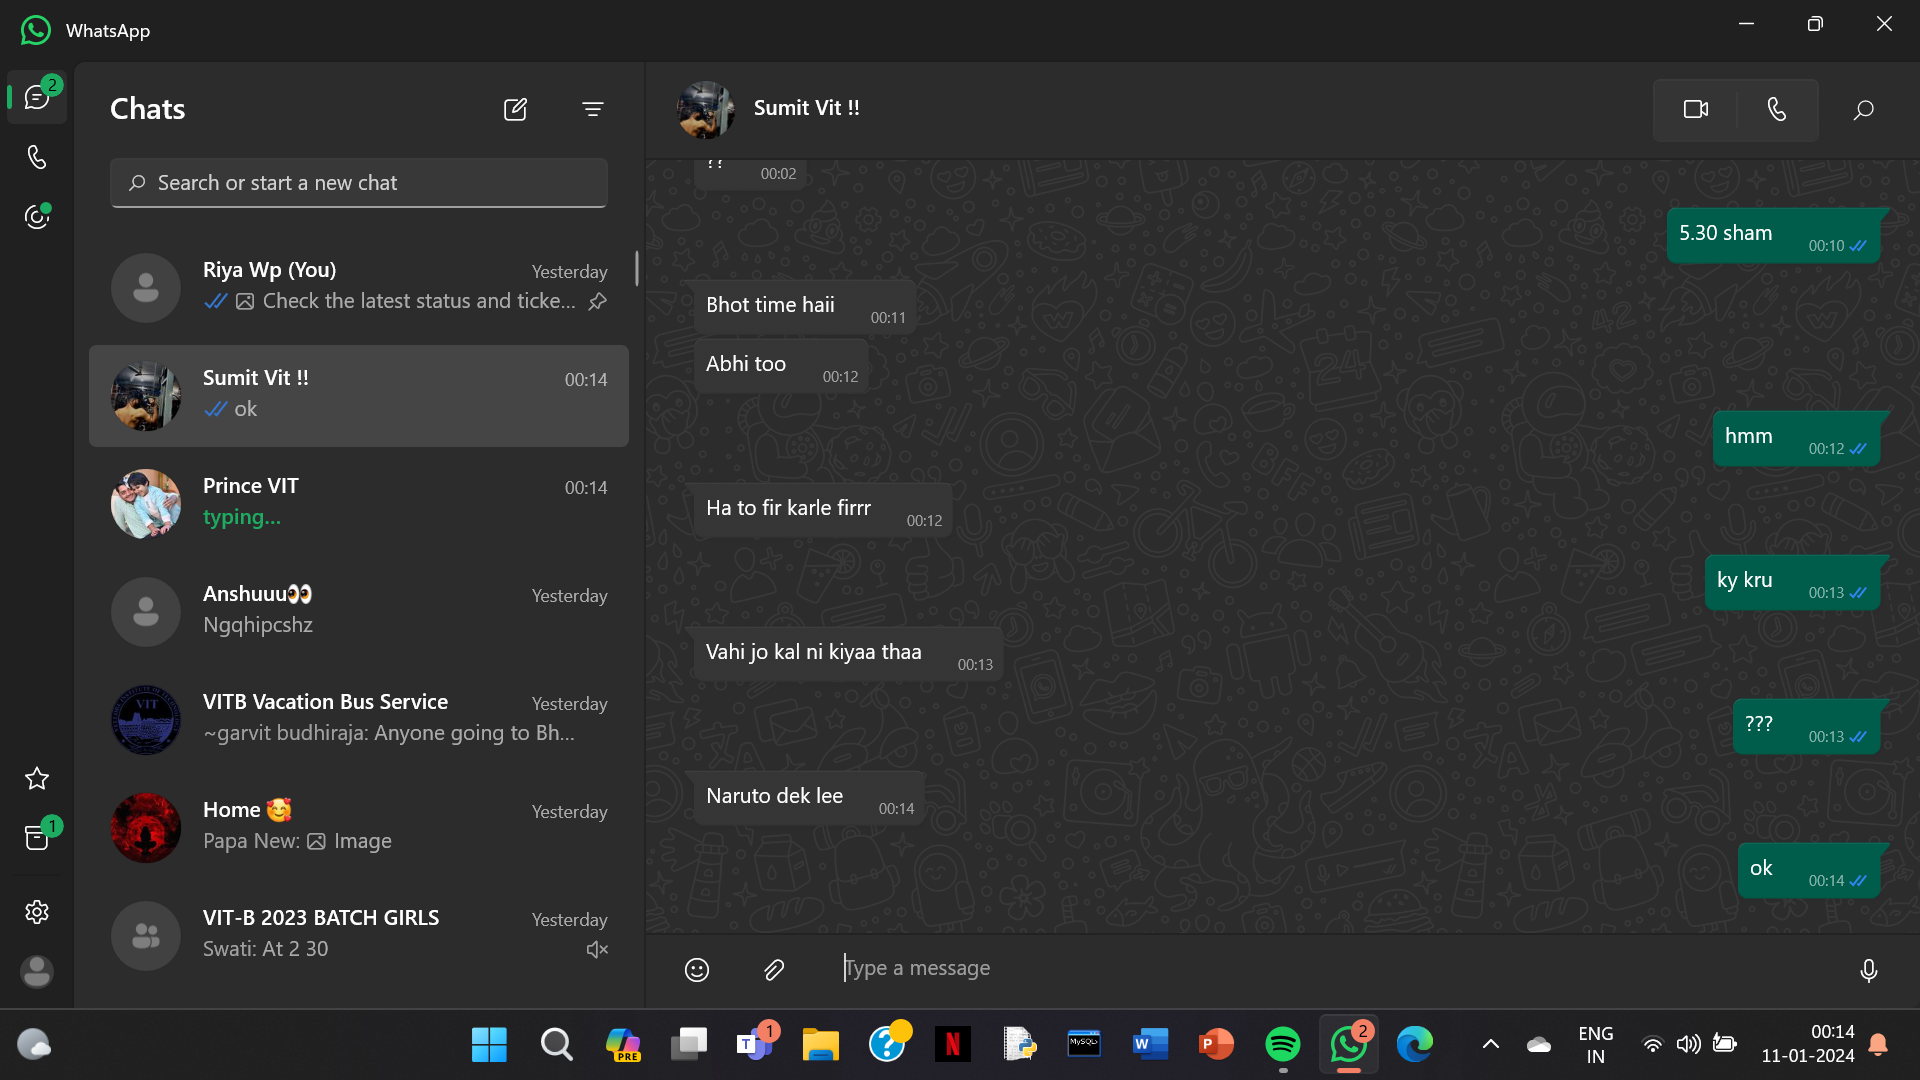 WhatsApp
2
Chats
Search or start a new chat
Riya Wp (You)
Yesterday
Check the latest status and ticke...
Sumit Vit !!
00:14
ok
Prince VIT
00:14
typing...
Anshuuu👀
Yesterday
Ngqhipcshz
VIT
VITB Vacation Bus Service
Yesterday
~garvit budhiraja: Anyone going to Bh...
Home 🥰
Yesterday
Papa New: Image
1
VIT-B 2023 BATCH GIRLS
Yesterday
Swati: At 2 30
Sumit Vit !!
??
00:02
5.30 sham
00:10
Bhot time haii
00:11
Abhi too
00:12
hmm
00:12
Ha to fir karle firrr
00:12
ky kru
00:13
Vahi jo kal ni kiyaa thaa
00:13
???
00:13
Naruto dek lee
00:14
ok
00:14
Type a message
PRE
T
1
?
N
MySQL
W
P
2
ENG
IN
00:14
11-01-2024